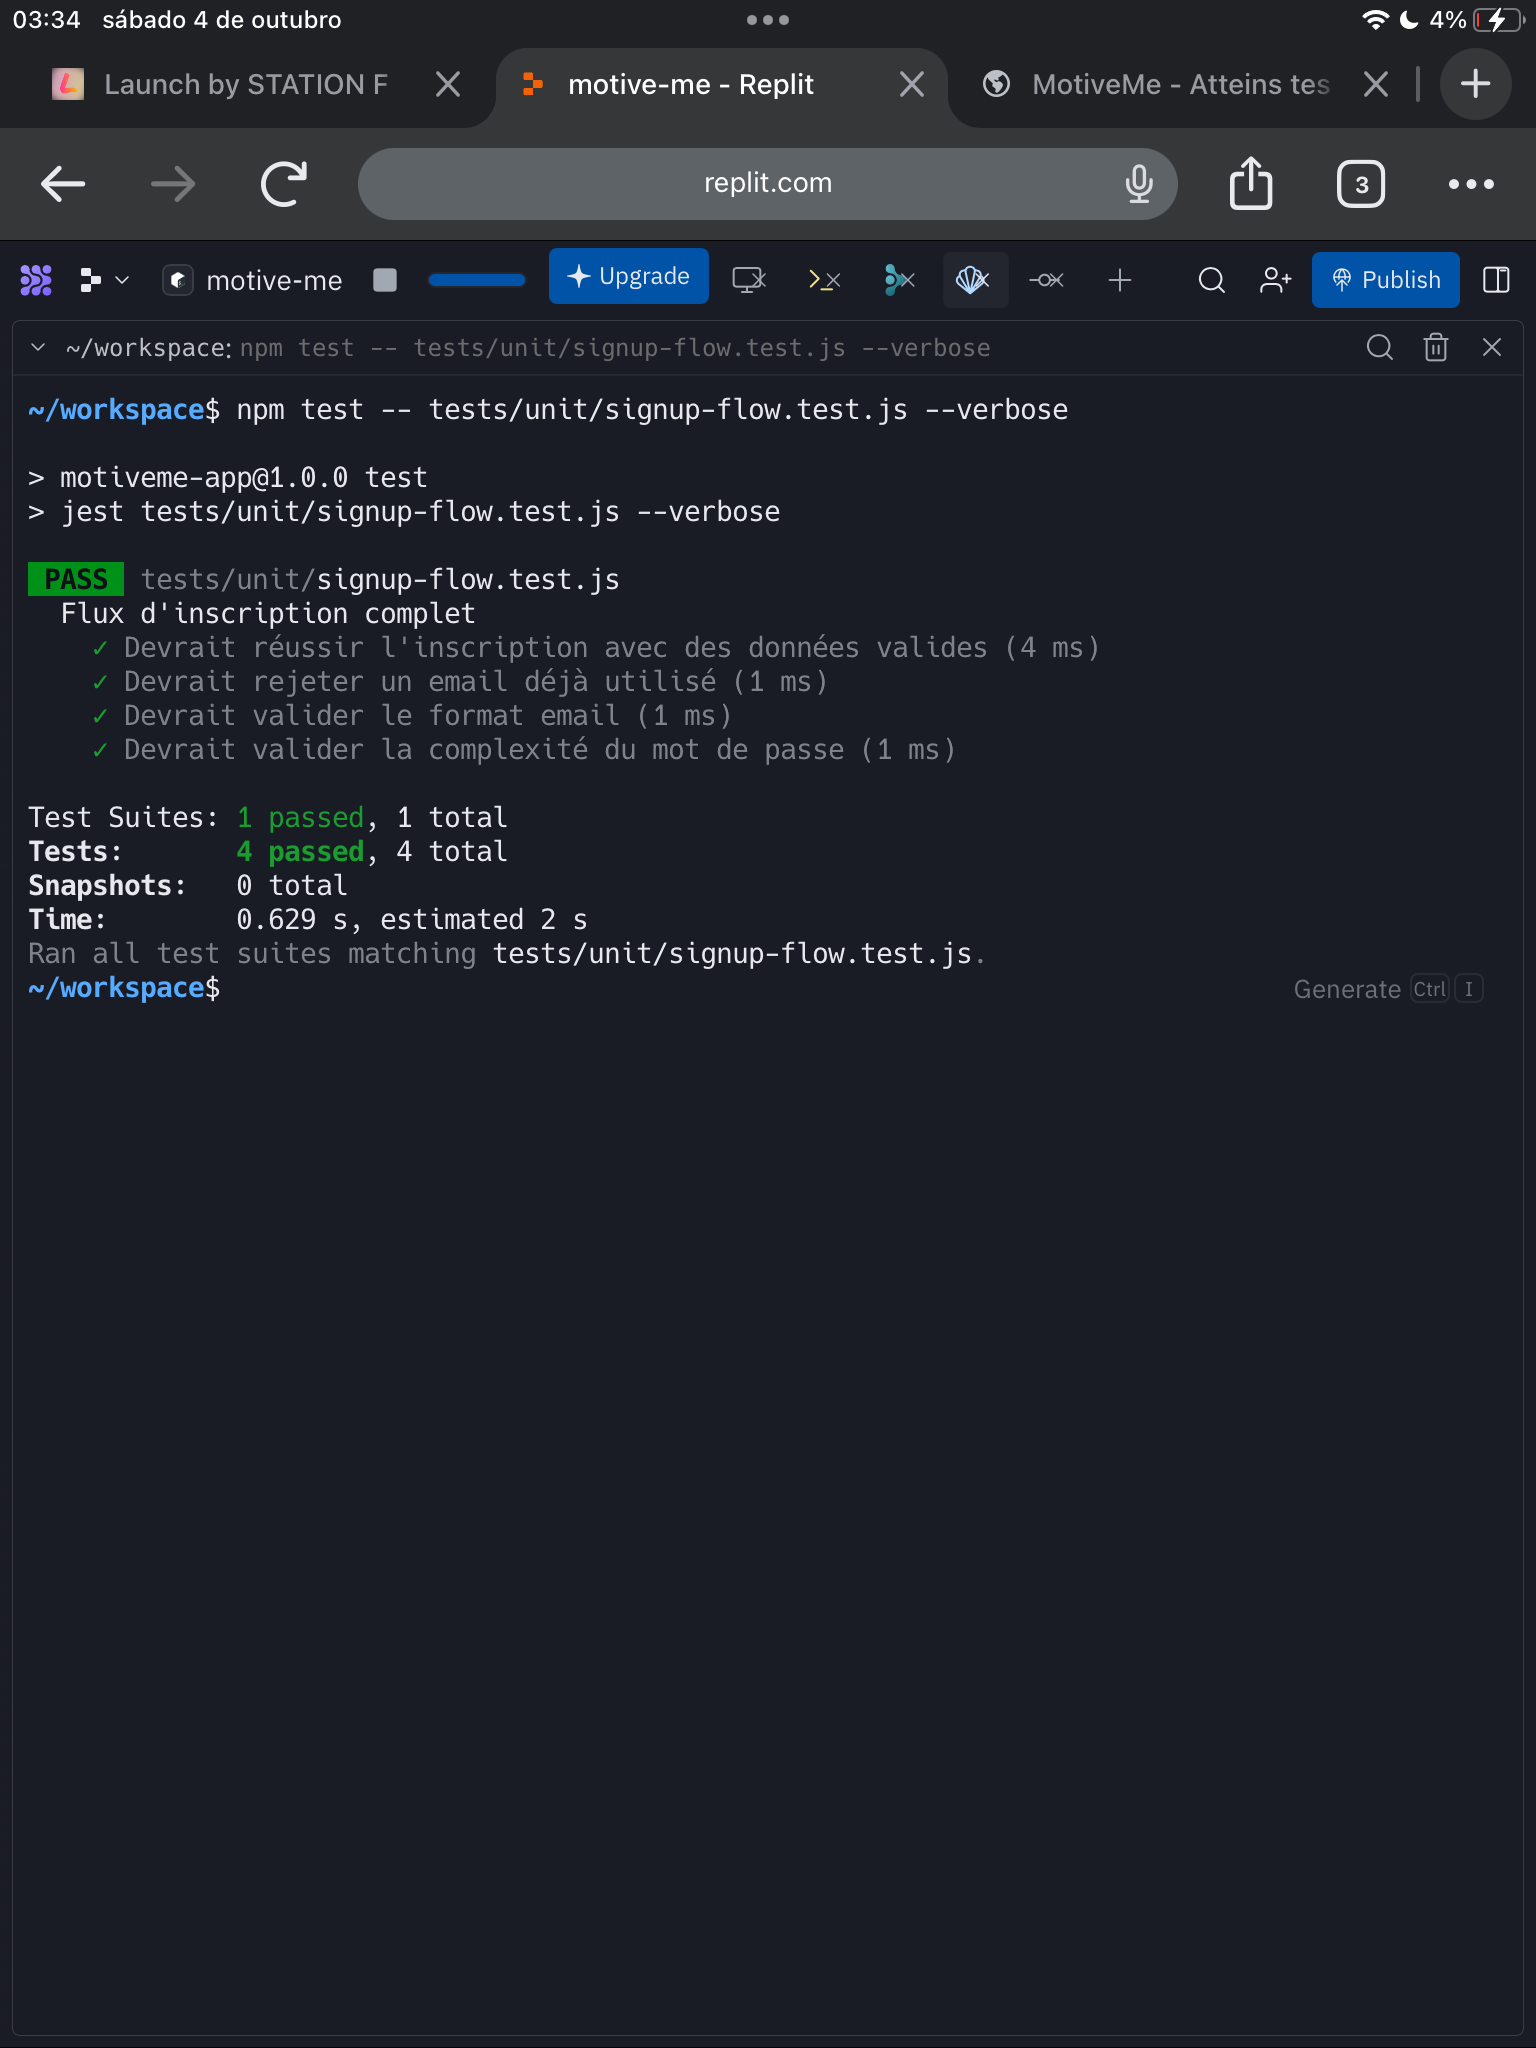 03:34 sábado 4 de outubro 4%
Launch by STATION F motive-me - Replit MotiveMe - Atteins tes
replit.com 3
motive-me Upgrade Publish
~/workspace: npm test -- tests/unit/signup-flow.test.js --verbose
~/workspace$ npm test -- tests/unit/signup-flow.test.js --verbose
> motiveme-app@1.0.0 test
> jest tests/unit/signup-flow.test.js --verbose
PASS tests/unit/signup-flow.test.js
Flux d'inscription complet
✓ Devrait réussir l'inscription avec des données valides (4 ms)
✓ Devrait rejeter un email déjà utilisé (1 ms)
✓ Devrait valider le format email (1 ms)
✓ Devrait valider la complexité du mot de passe (1 ms)
Test Suites: 1 passed, 1 total
Tests: 4 passed, 4 total
Snapshots: 0 total
Time: 0.629 s, estimated 2 s
Ran all test suites matching tests/unit/signup-flow.test.js.
~/workspace$ Generate Ctrl I